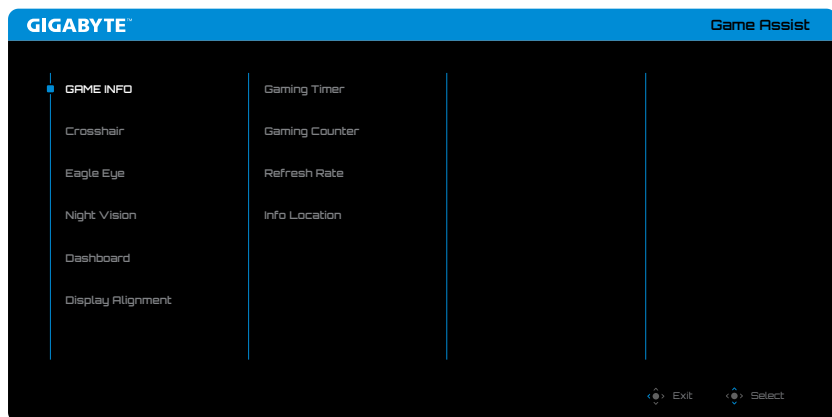 GIGABYTE™
Game Assist
GAME INFO
Gaming Timer
Crosshair
Gaming Counter
Eagle Eye
Refresh Rate
Night Vision
Info Location
Dashboard
Display Alignment
Exit
Select